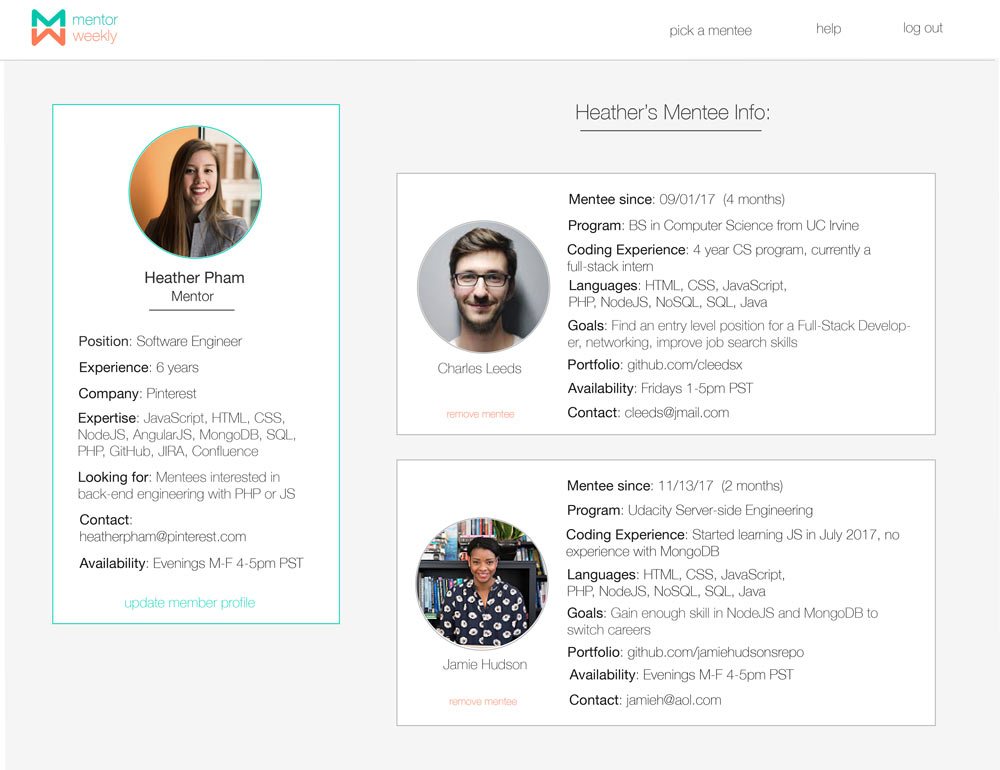 mentor
weekly
pick a mentee
help
log out
Heather Pham
Mentor
Position: Software Engineer
Experience: 6 years
Company: Pinterest
Expertise: JavaScript, HTML, CSS,
NodeJS, AngularJS, MongoDB, SQL,
PHP, GitHub, JIRA, Confluence
Looking for: Mentees interested in
back-end engineering with PHP or JS
Contact:
heatherpham@pinterest.com
Availability: Evenings M-F 4-5pm PST
update member profile
Heather's Mentee Info:
Charles Leeds
remove mentee
Mentee since: 09/01/17 (4 months)
Program: BS in Computer Science from UC Irvine
Coding Experience: 4 year CS program, currently a
full-stack intern
Languages: HTML, CSS, JavaScript,
PHP, NodeJS, NoSQL, SQL, Java
Goals: Find an entry level position for a Full-Stack Develop-
er, networking, improve job search skills
Portfolio: github.com/cleedsx
Availability: Fridays 1-5pm PST
Contact: cleeds@jmail.com
Jamie Hudson
remove mentee
Mentee since: 11/13/17 (2 months)
Program: Udacity Server-side Engineering
Coding Experience: Started learning JS in July 2017, no
experience with MongoDB
Languages: HTML, CSS, JavaScript,
PHP, NodeJS, NoSQL, SQL, Java
Goals: Gain enough skill in NodeJS and MongoDB to
switch careers
Portfolio: github.com/jamiehudsonsrepo
Availability: Evenings M-F 4-5pm PST
Contact: jamieh@aol.com